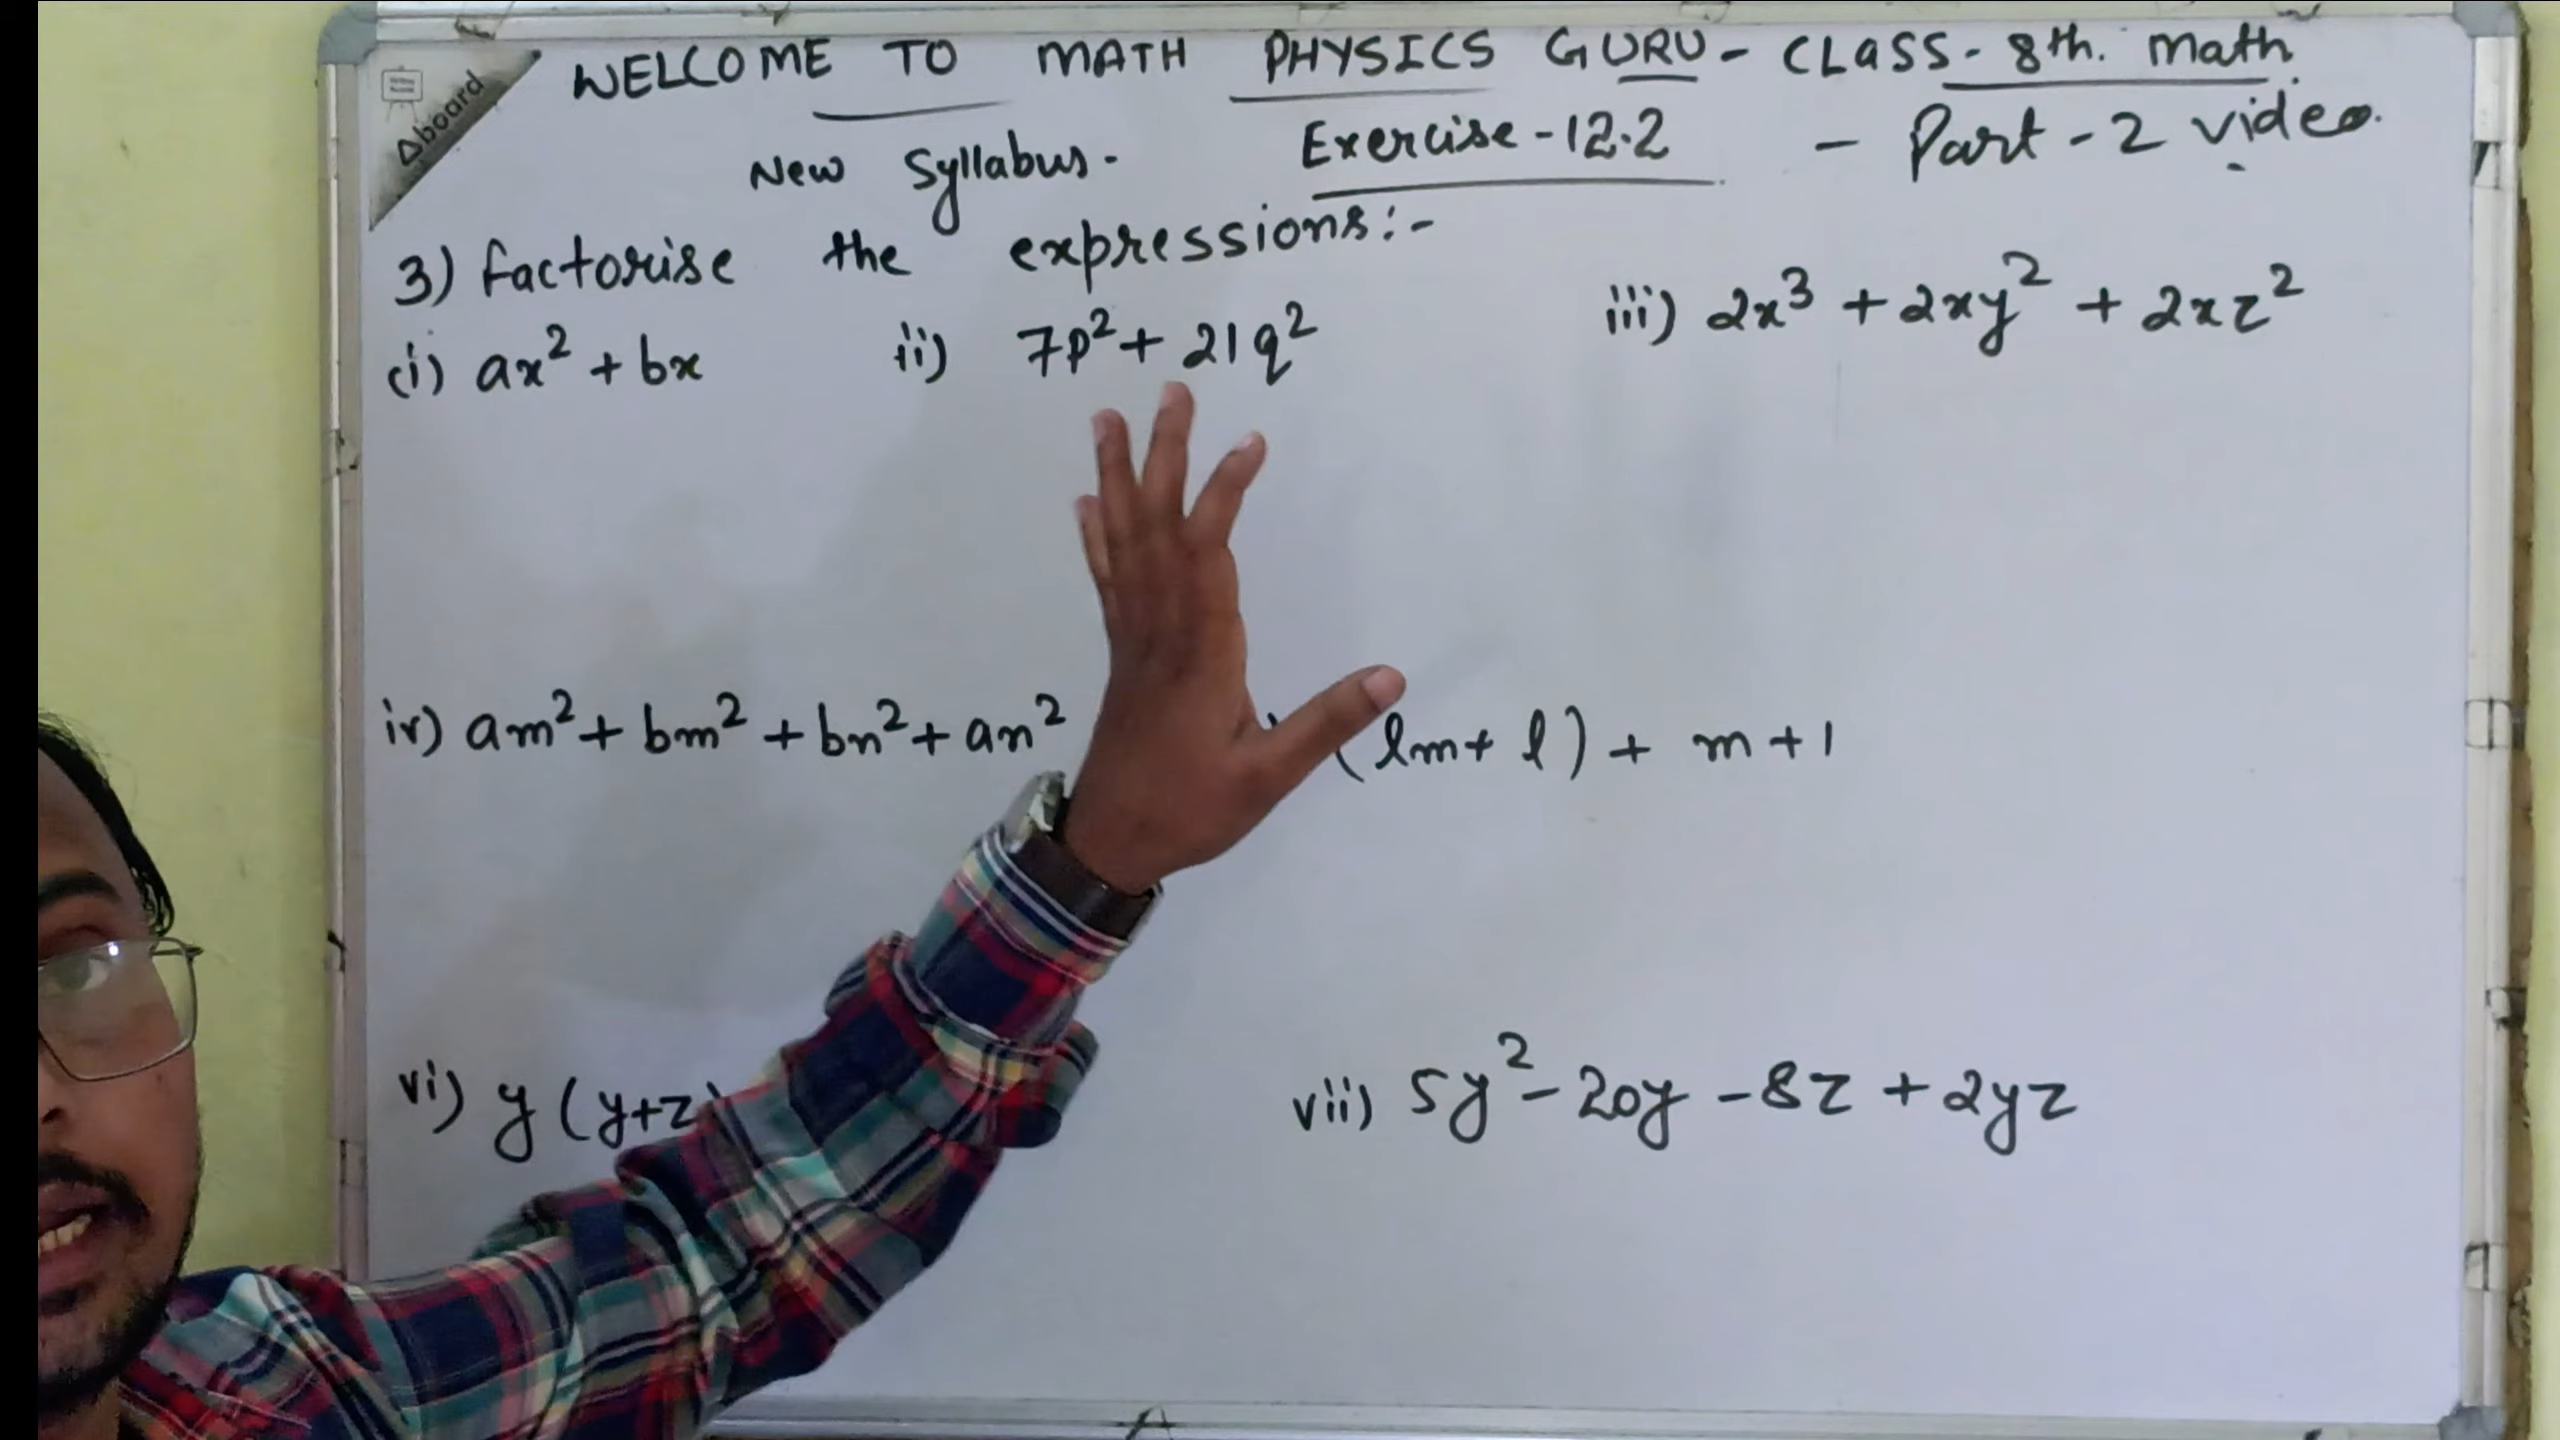 WELCOME TO MATH PHYSICS GURU - CLASS - 8th. Math
Aboard
New Syllabus. Exercise - 12.2 - Part - 2 video.
3) Factorise the expressions:-
(i) ax² + bx ii) 7p² + 21q² iii) 2x³ + 2xy² + 2xz²
iv) am² + bm² + bn² + an² (lm + l) + m + 1
vi) y (y+z) vii) 5y² - 20y - 8z + 2yz